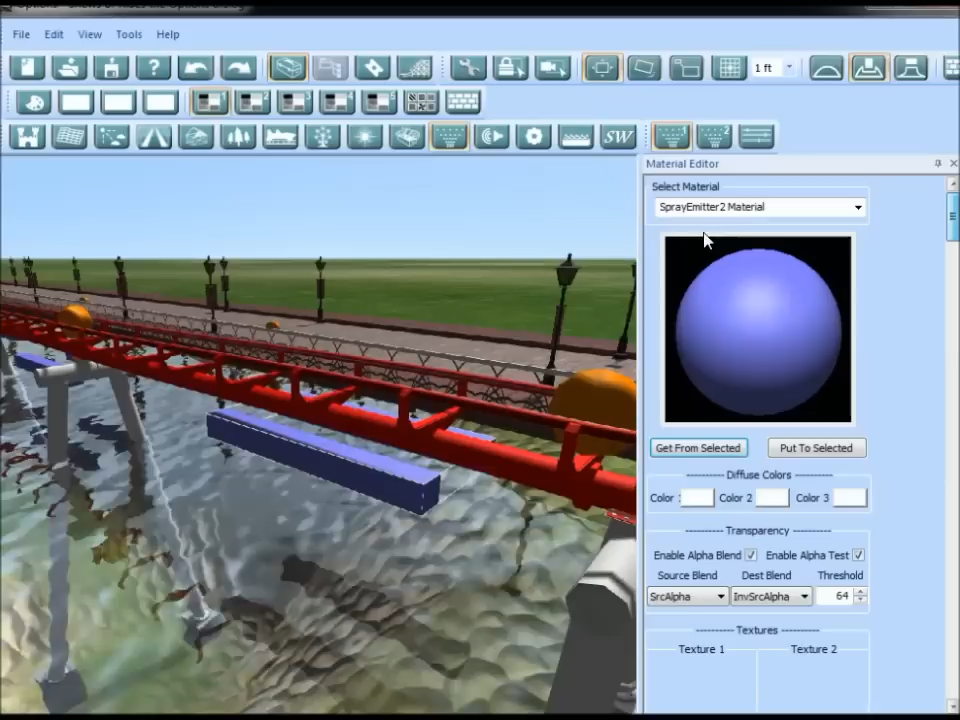 File Edit View Tools Help
1 ft
SW
Material Editor
Select Material
SprayEmitter2 Material
Get From Selected Put To Selected
---------- Diffuse Colors ----------
Color Color 2 Color 3
---------- Transparency ----------
Enable Alpha Blend Enable Alpha Test
Source Blend Dest Blend Threshold
SrcAlpha InvSrcAlpha 64
---------- Textures ----------
Texture 1 Texture 2